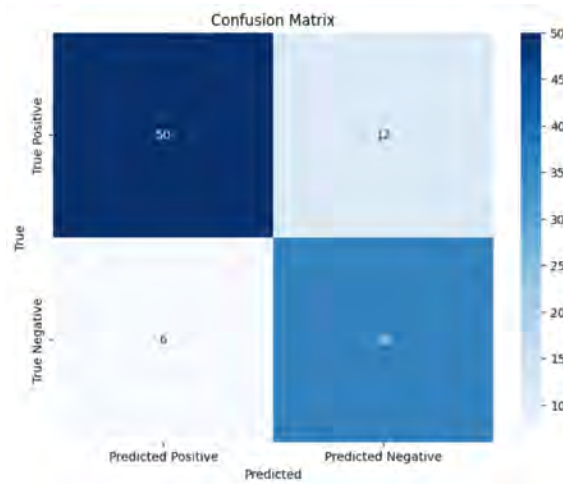 Confusion Matrix
50
45
40
35
30
25
20
15
10
True Positive
True Negative
True
50
12
6
Predicted Positive
Predicted Negative
Predicted